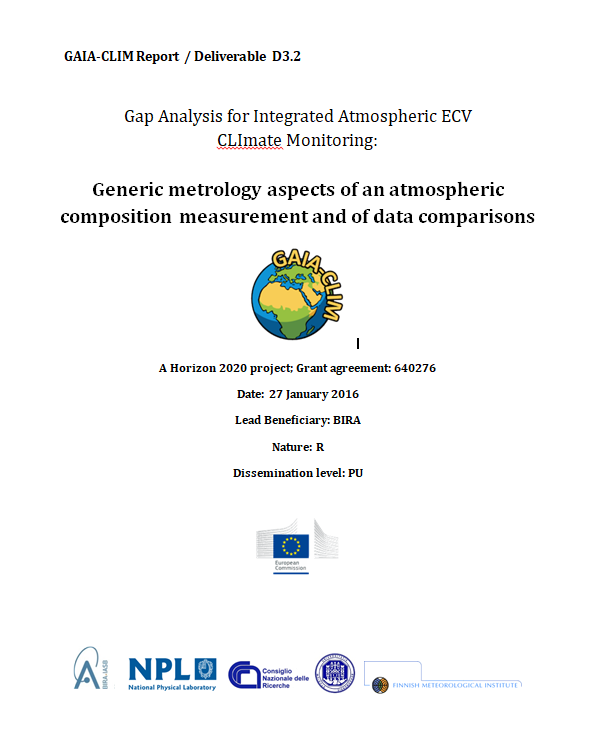 GAIA-CLIM Report / Deliverable D3.2
Gap Analysis for Integrated Atmospheric ECV
CLImate Monitoring:
Generic metrology aspects of an atmospheric
composition measurement and of data comparisons
GAIA-CLIM
A Horizon 2020 project; Grant agreement: 640276
Date: 27 January 2016
Lead Beneficiary: BIRA
Nature: R
Dissemination level: PU
European
Commission
BIRA-IASB
NPL
National Physical Laboratory
Consiglio
Nazionale delle
Ricerche
FINNISH METEOROLOGICAL INSTITUTE